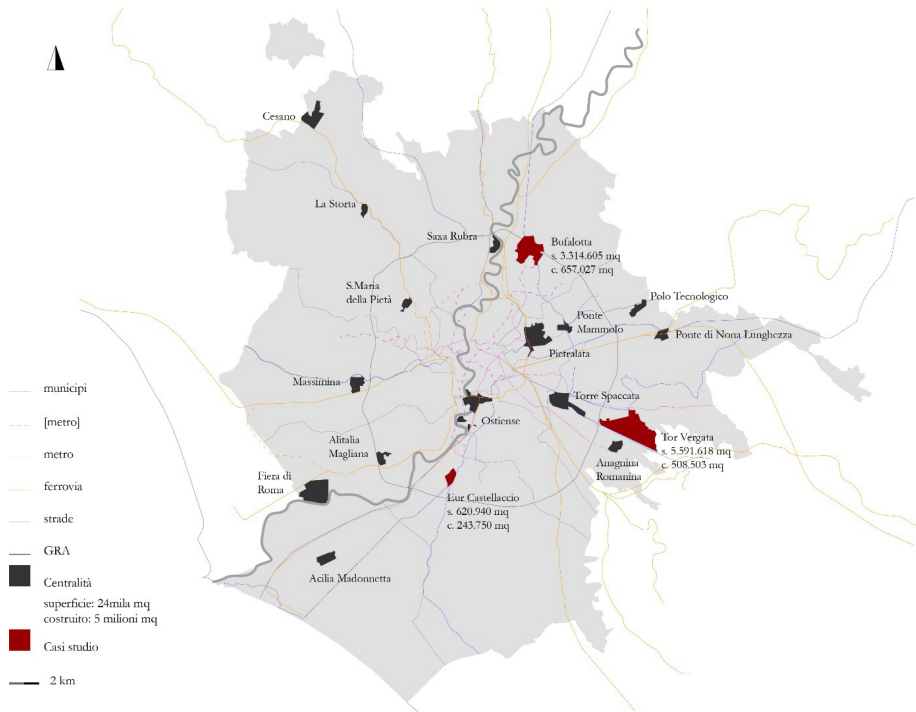 Cesano
La Storta
Saxa Rubra
Bufalotta
s. 3.314.605 mq
c. 657.027 mq
S.Maria
della Pietà
Polo Tecnologico
Ponte
Mammolo
Ponte di Nona Lunghezza
Pietralata
Massimina
Torre Spaccata
Ostiense
Alitalia
Magliana
Tor Vergata
s. 5.591.618 mq
c. 508.503 mq
Anagnina
Romanina
Fiera di
Roma
Eur Castellaccio
s. 620.940 mq
c. 243.750 mq
Acilia Madonnetta
municipi
[metro]
metro
ferrovia
strade
GRA
Centralità
superficie: 24mila mq
costruito: 5 milioni mq
Casi studio
2 km